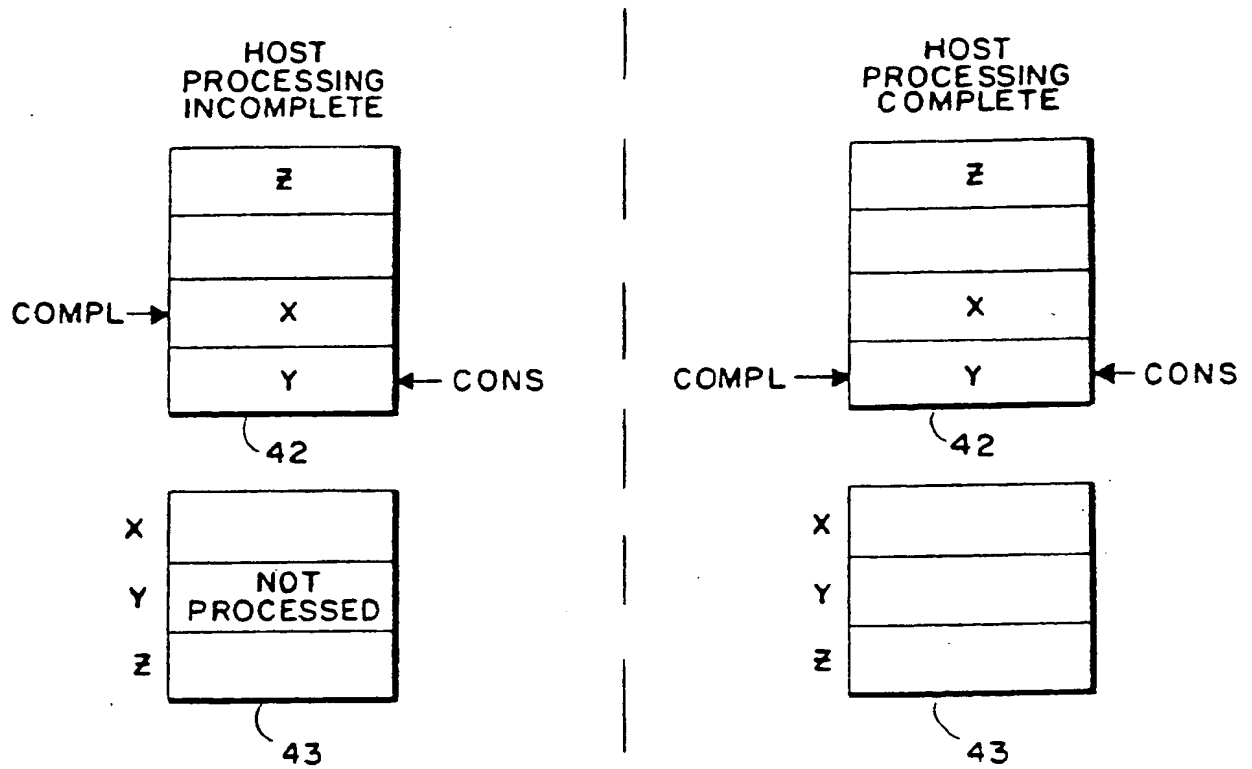 HOST
PROCESSING
INCOMPLETE
Z
X
COMPL
Y
CONS
42
X
Y
NOT
PROCESSED
Z
43
HOST
PROCESSING
COMPLETE
Z
X
COMPL
Y
CONS
42
X
Y
Z
43